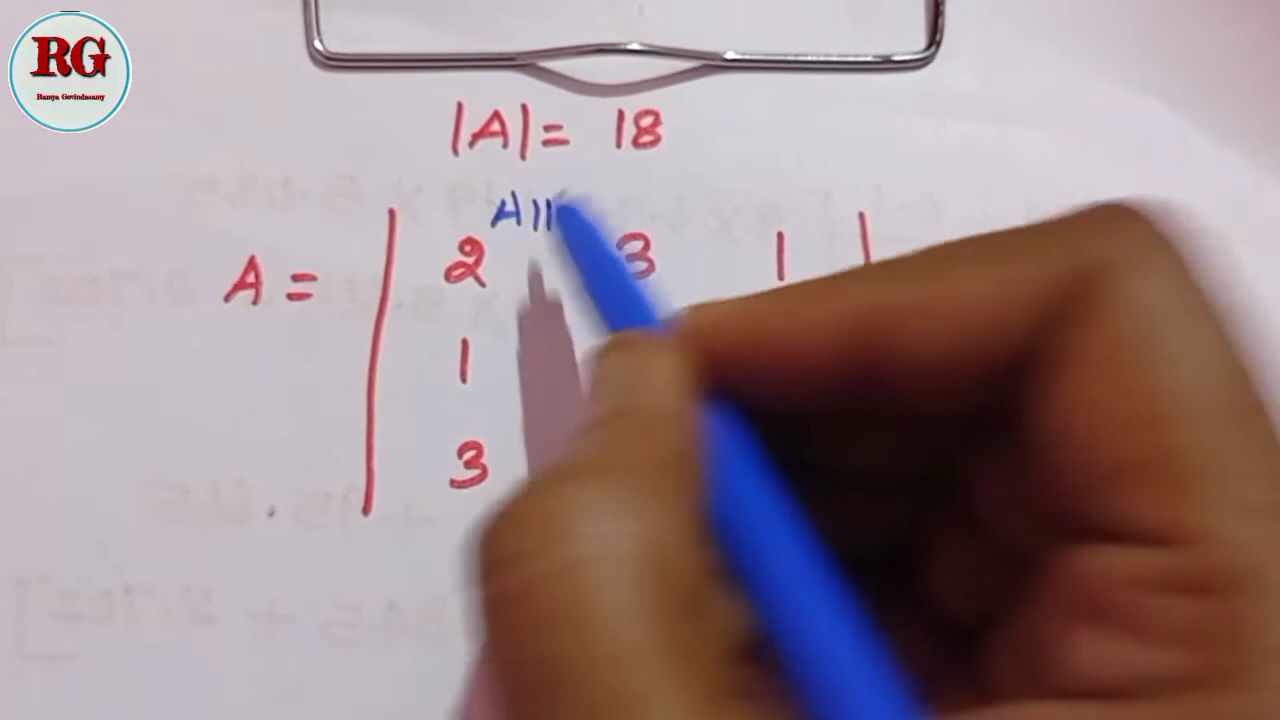 RG
Ramya Govindasamy
|A| = 18
A11
A = | 2 3 1 |
1
3